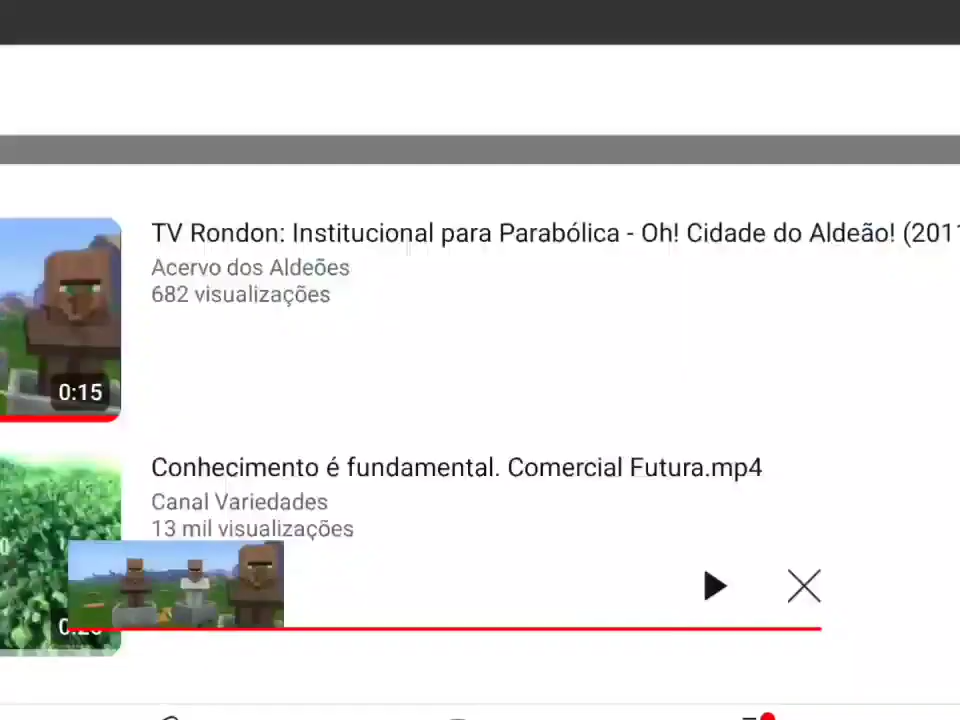 TV Rondon: Institucional para Parabólica - Oh! Cidade do Aldeão! (2011
Acervo dos Aldeões
682 visualizações
0:15
Conhecimento é fundamental. Comercial Futura.mp4
Canal Variedades
13 mil visualizações